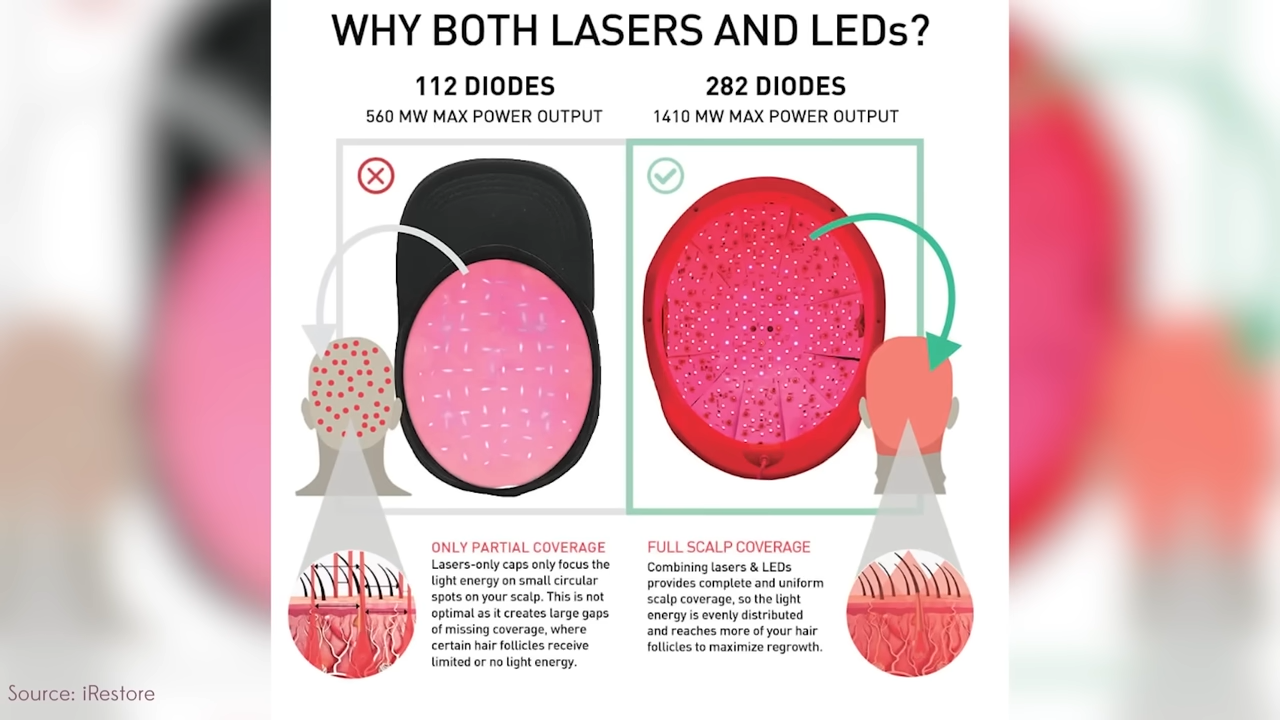 WHY BOTH LASERS AND LEDs?
112 DIODES
560 MW MAX POWER OUTPUT
282 DIODES
1410 MW MAX POWER OUTPUT
ONLY PARTIAL COVERAGE
Lasers-only caps only focus the
light energy on small circular
spots on your scalp. This is not
optimal as it creates large gaps
of missing coverage, where
certain hair follicles receive
limited or no light energy.
FULL SCALP COVERAGE
Combining lasers & LEDs
provides complete and uniform
scalp coverage, so the light
energy is evenly distributed
and reaches more of your hair
follicles to maximize regrowth.
Source: iRestore